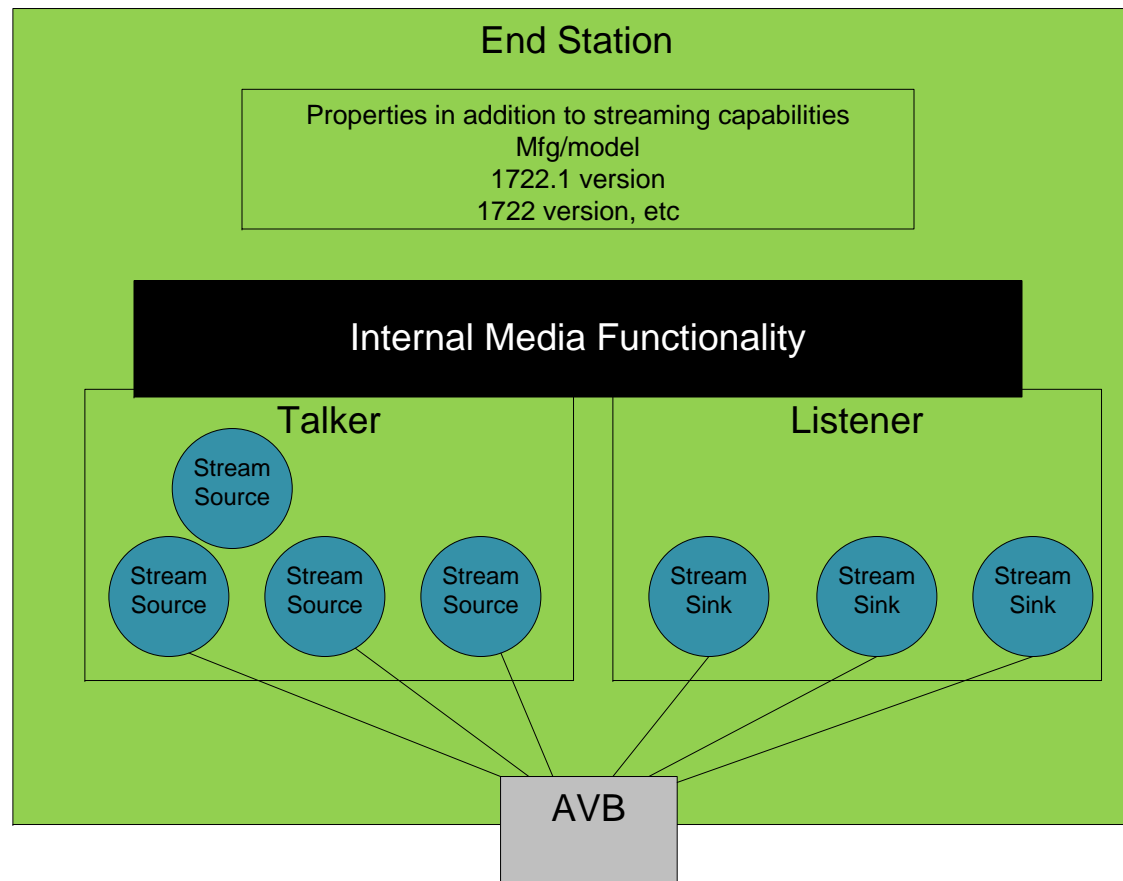 End Station
Properties in addition to streaming capabilities
Mfg/model
1722.1 version
1722 version, etc
Internal Media Functionality
Talker
Listener
Stream
Source
Stream
Source
Stream
Source
Stream
Source
Stream
Sink
Stream
Sink
Stream
Sink
AVB